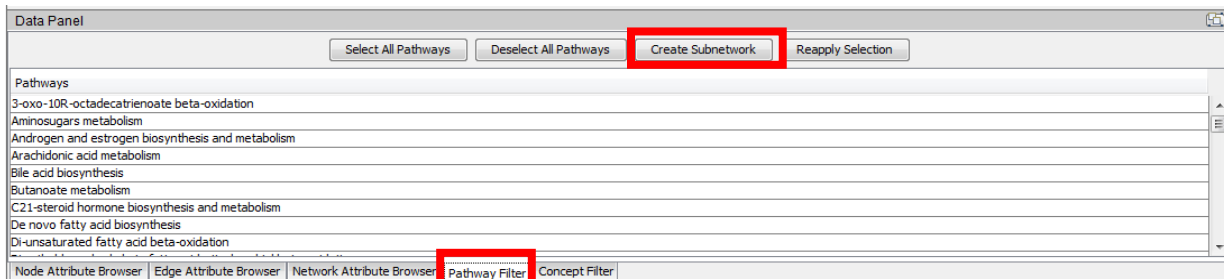 Data Panel
Select All Pathways Deselect All Pathways Create Subnetwork Reapply Selection
Pathways
3-oxo-10R-octadecatrienoate beta-oxidation
Aminosugars metabolism
Androgen and estrogen biosynthesis and metabolism
Arachidonic acid metabolism
Bile acid biosynthesis
Butanoate metabolism
C21-steroid hormone biosynthesis and metabolism
De novo fatty acid biosynthesis
Di-unsaturated fatty acid beta-oxidation
Node Attribute Browser Edge Attribute Browser Network Attribute Browser Pathway Filter Concept Filter